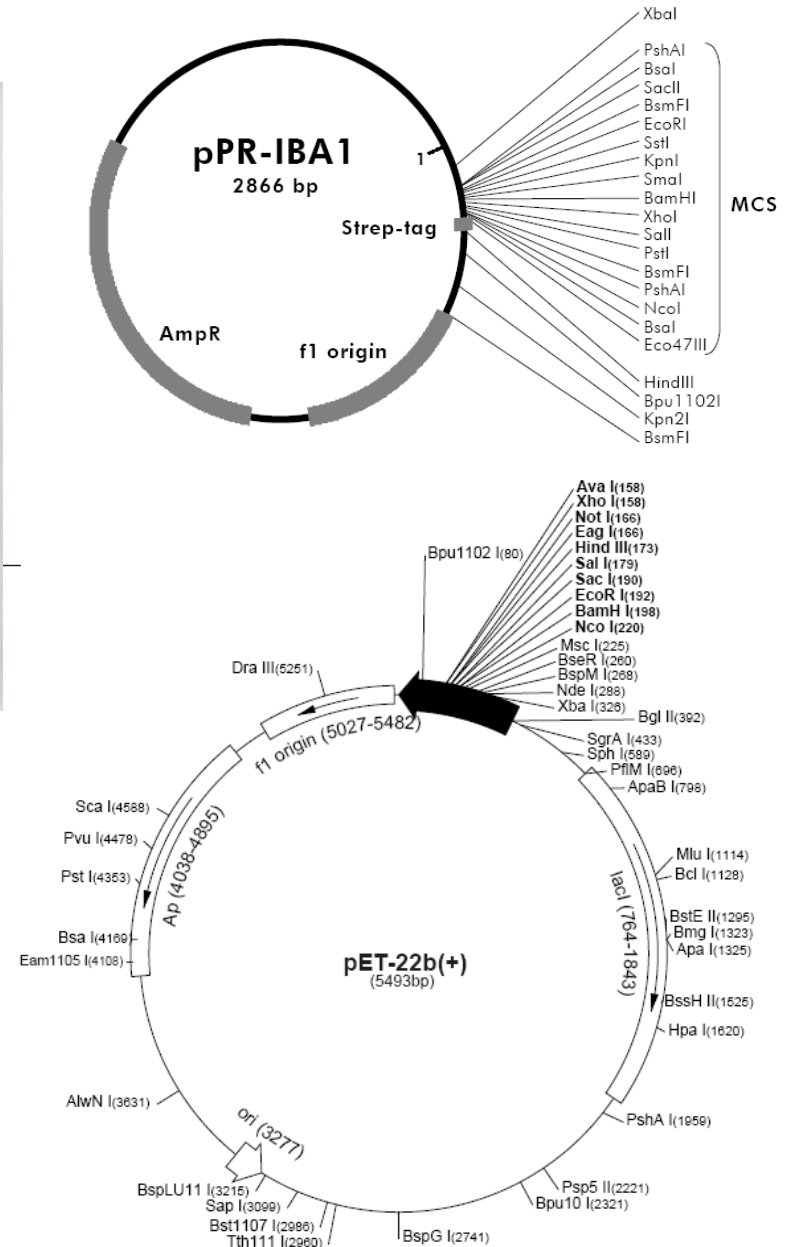 XbaI
PshAI
BsaI
SacII
BsmFI
EcoRI
SstI
KpnI
SmaI
BamHI
XhoI
SalI
PstI
BsmFI
PshAI
NcoI
BsaI
Eco47III
MCS
HindIII
Bpu1102I
Kpn2I
BsmFI
pPR-IBA1
2866 bp
1
Strep-tag
AmpR
f1 origin
Ava I(158)
Xho I(158)
Not I(166)
Eag I(166)
Hind III(173)
Sal I(179)
Sac I(190)
EcoR I(192)
BamH I(198)
Nco I(220)
Msc I(225)
BseR I(260)
BspM I(268)
Nde I(288)
Xba I(326)
Bgl II(392)
SgrA I(433)
Sph I(589)
PflM I(696)
ApaB I(798)
Mlu I(1114)
Bcl I(1128)
BstE II(1295)
Bmg I(1323)
Apa I(1325)
BssH II(1525)
Hpa I(1620)
PshA I(1959)
Psp5 II(2221)
Bpu10 I(2321)
BspG I(2741)
Tth111 I(2960)
Bst1107 I(2986)
Sap I(3099)
BspLU11 I(3215)
AlwN I(3631)
Eam1105 I(4108)
Bsa I(4169)
Pst I(4353)
Pvu I(4478)
Sca I(4588)
Dra III(5251)
Bpu1102 I(80)
f1 origin (5027-5482)
Ap (4038-4895)
lacI (764-1843)
ori (3277)
pET-22b(+)
(5493bp)